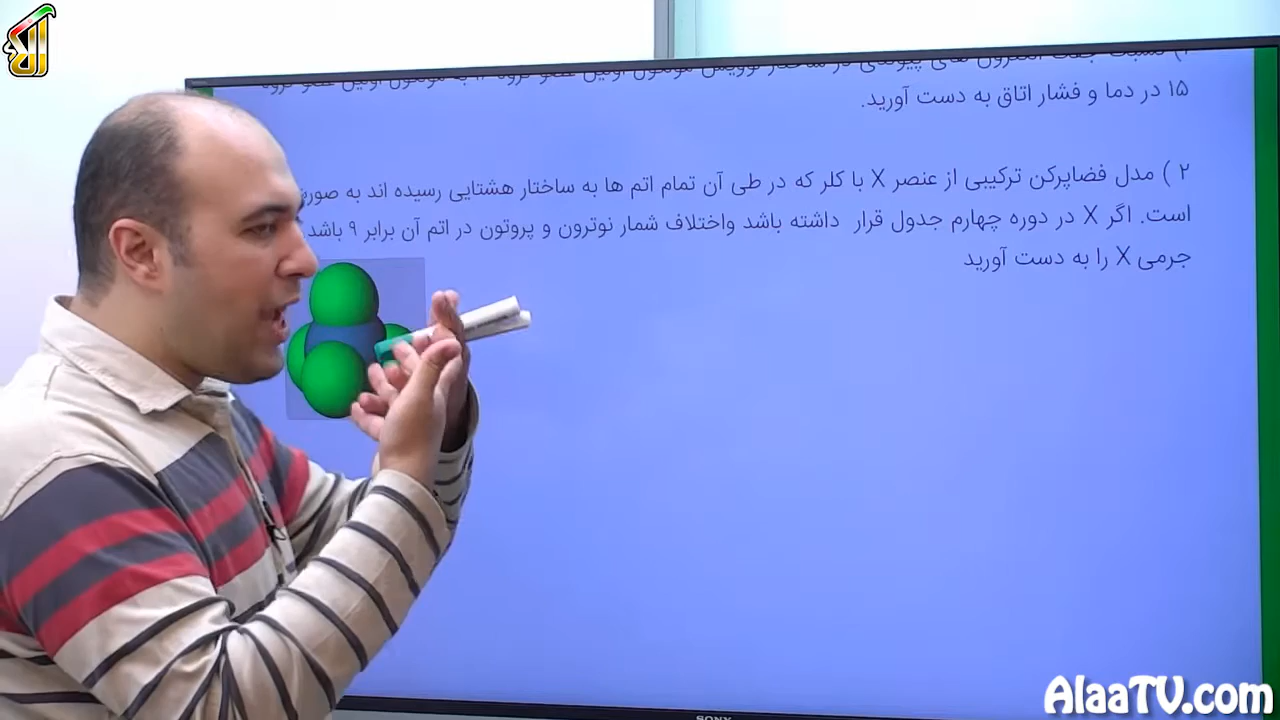 ۱۵ در دما و فشار اتاق به دست آورید.
۲ ) مدل فضاپرکن ترکیبی از عنصر X با کلر که در طی آن تمام اتم ها به ساختار هشتایی رسیده اند به
است. اگر X در دوره چهارم جدول قرار داشته باشد واختلاف شمار نوترون و پروتون در اتم آن برابر ۹ باشد
جرمی X را به دست آورید
SONY
AlaaTV.com